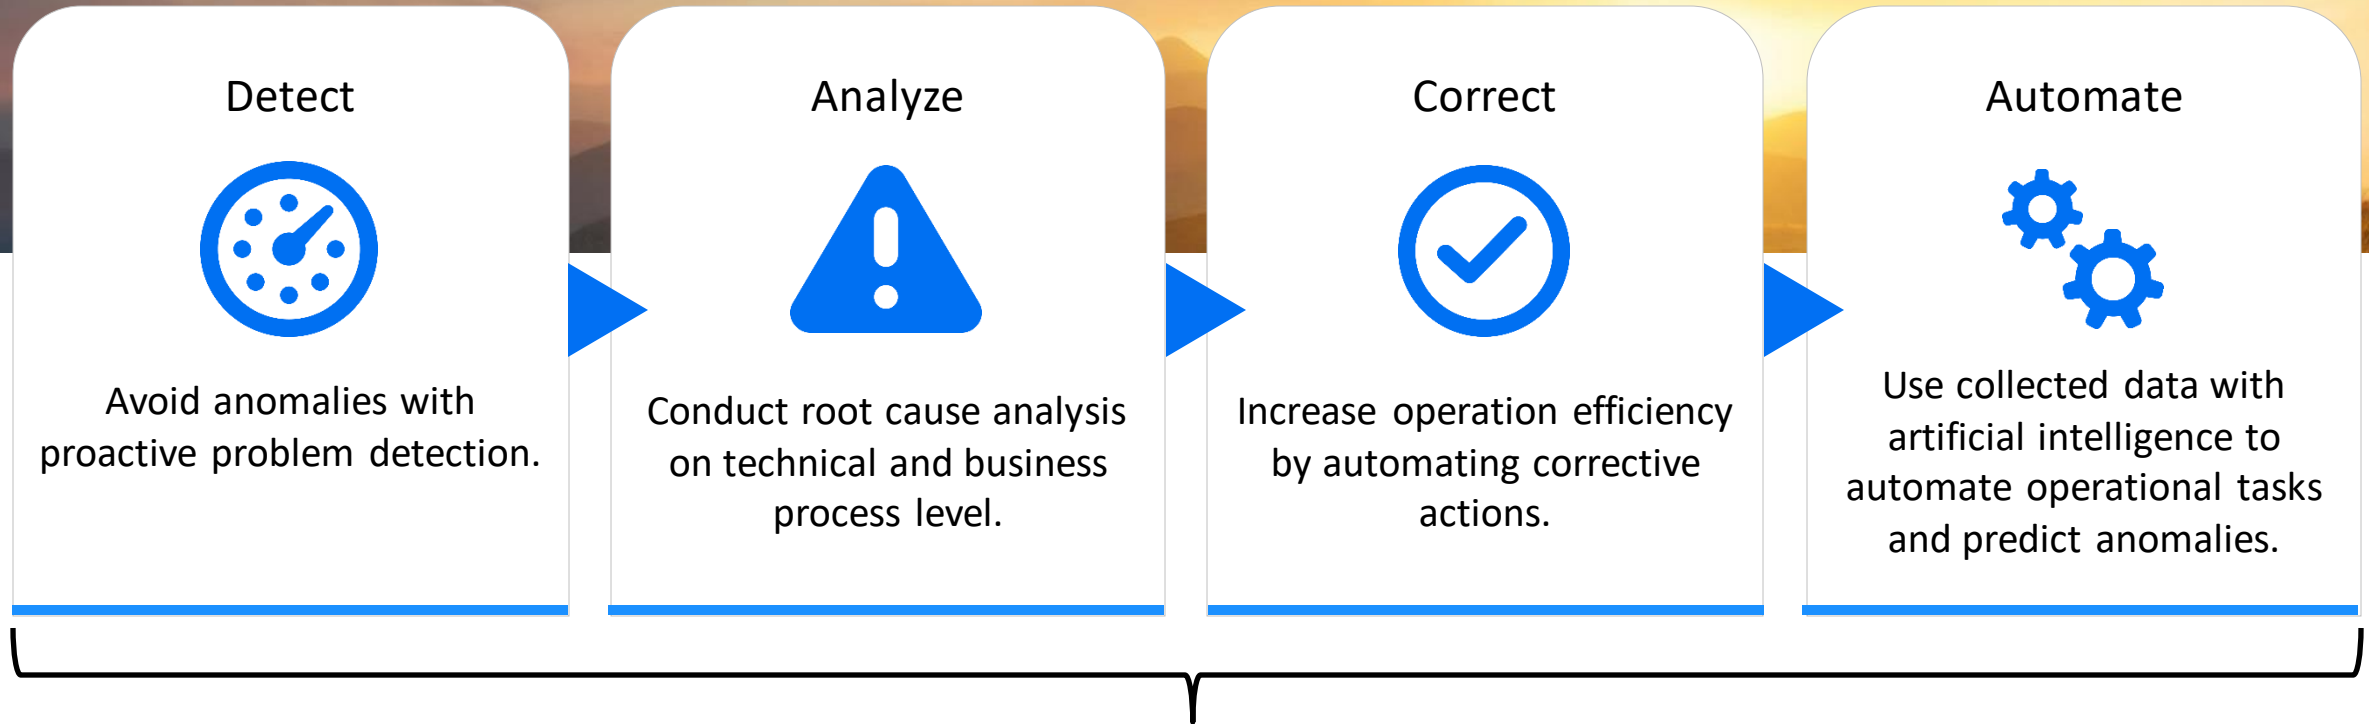 Detect
Avoid anomalies with
proactive problem detection.
Analyze
Conduct root cause analysis
on technical and business
process level.
Correct
Increase operation efficiency
by automating corrective
actions.
Automate
Use collected data with
artificial intelligence to
automate operational tasks
and predict anomalies.